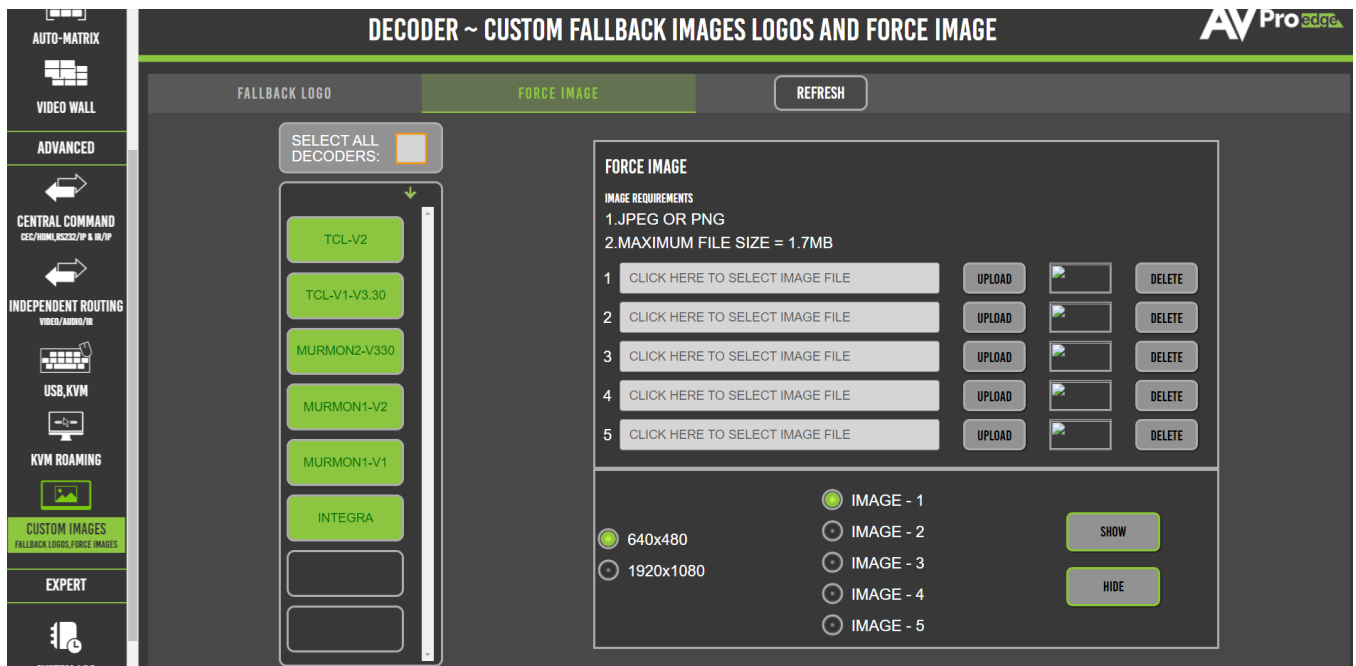 AUTO-MATRIX
VIDEO WALL
ADVANCED
CENTRAL COMMAND
CEC/HDMI,RS232/IP & IR/IP
INDEPENDENT ROUTING
VIDEO/AUDIO/IR
USB,KVM
KVM ROAMING
CUSTOM IMAGES
FALLBACK LOGOS,FORCE IMAGES
EXPERT
DECODER ~ CUSTOM FALLBACK IMAGES LOGOS AND FORCE IMAGE
AVPro edge
FALLBACK LOGO
FORCE IMAGE
REFRESH
SELECT ALL
DECODERS:
TCL-V2
TCL-V1-V3.30
MURMON2-V330
MURMON1-V2
MURMON1-V1
INTEGRA
FORCE IMAGE
IMAGE REQUIREMENTS
1.JPEG OR PNG
2.MAXIMUM FILE SIZE = 1.7MB
1 CLICK HERE TO SELECT IMAGE FILE UPLOAD DELETE
2 CLICK HERE TO SELECT IMAGE FILE UPLOAD DELETE
3 CLICK HERE TO SELECT IMAGE FILE UPLOAD DELETE
4 CLICK HERE TO SELECT IMAGE FILE UPLOAD DELETE
5 CLICK HERE TO SELECT IMAGE FILE UPLOAD DELETE
640x480
1920x1080
IMAGE - 1
IMAGE - 2
IMAGE - 3
IMAGE - 4
IMAGE - 5
SHOW
HIDE